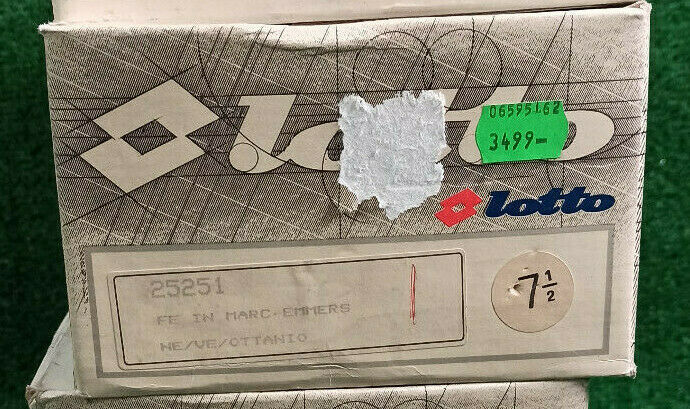 lotto
06595162
3499-
lotto
25251
FE IN MARC.EMMERS
NE/VE/OTTANIO
7 1/2